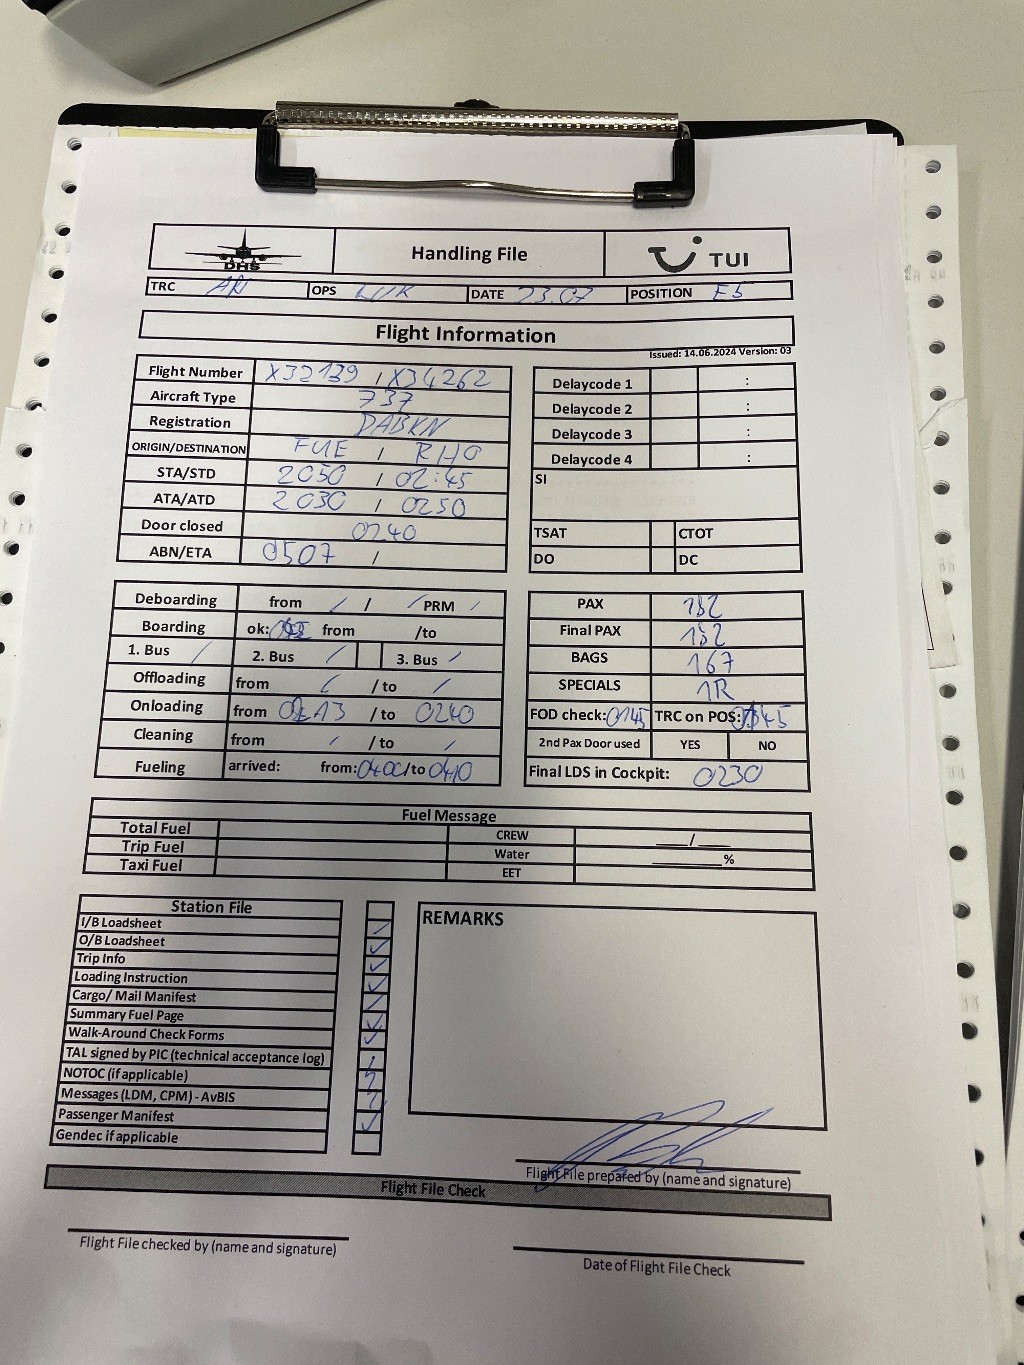 DHS Handling File TUI
TRC AN OPS LUK DATE 23.07 POSITION E5
Flight Information
Issued: 14.06.2024 Version: 03
Flight Number X32139 / X34262
Aircraft Type 737
Registration DABKN
ORIGIN/DESTINATION FUE / RHO
STA/STD 2050 / 02:45
ATA/ATD 2030 / 0250
Door closed 0240
ABN/ETA 0507 /
Delaycode 1 :
Delaycode 2 :
Delaycode 3 :
Delaycode 4 :
SI
TSAT CTOT
DO DC
Deboarding from / / / PRM /
Boarding ok: from /to
1. Bus / 2. Bus / 3. Bus /
Offloading from / / to /
Onloading from / to 0240
Cleaning from / / to /
Fueling arrived: from: 0400 /to 0410
PAX 182
Final PAX 182
BAGS 167
SPECIALS 1R
FOD check: 0145 TRC on POS:
2nd Pax Door used YES NO
Final LDS in Cockpit: 0230
Fuel Message
Total Fuel CREW ___/___
Trip Fuel Water ______%
Taxi Fuel EET
Station File
I/B Loadsheet /
O/B Loadsheet ✓
Trip Info ✓
Loading Instruction ✓
Cargo/ Mail Manifest /
Summary Fuel Page ✓
Walk-Around Check Forms ✓
TAL signed by PIC (technical acceptance log) /
NOTOC (if applicable)
Messages (LDM, CPM) - AvBIS
Passenger Manifest ✓
Gendec if applicable
REMARKS
Flight File prepared by (name and signature)
Flight File Check
Flight File checked by (name and signature)
Date of Flight File Check